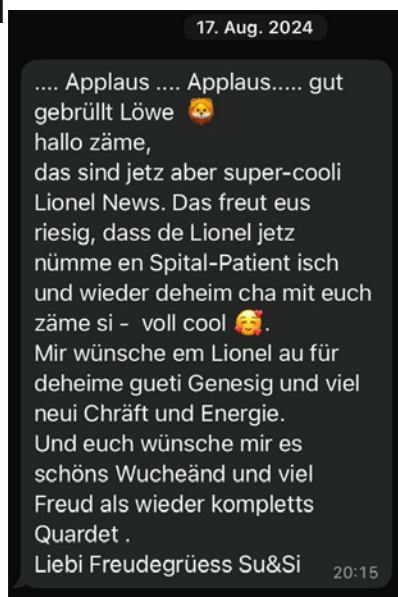 17. Aug. 2024
.... Applaus .... Applaus..... gut
gebrüllt Löwe 🦁
hallo zäme,
das sind jetz aber super-cooli
Lionel News. Das freut eus
riesig, dass de Lionel jetz
nümme en Spital-Patient isch
und wieder deheim cha mit euch
zäme si -  voll cool 🥰.
Mir wünsche em Lionel au für
deheime gueti Genesig und viel
neui Chräft und Energie.
Und euch wünsche mir es
schöns Wucheänd und viel
Freud als wieder kompletts
Quardet .
Liebi Freudegrüess Su&Si 20:15